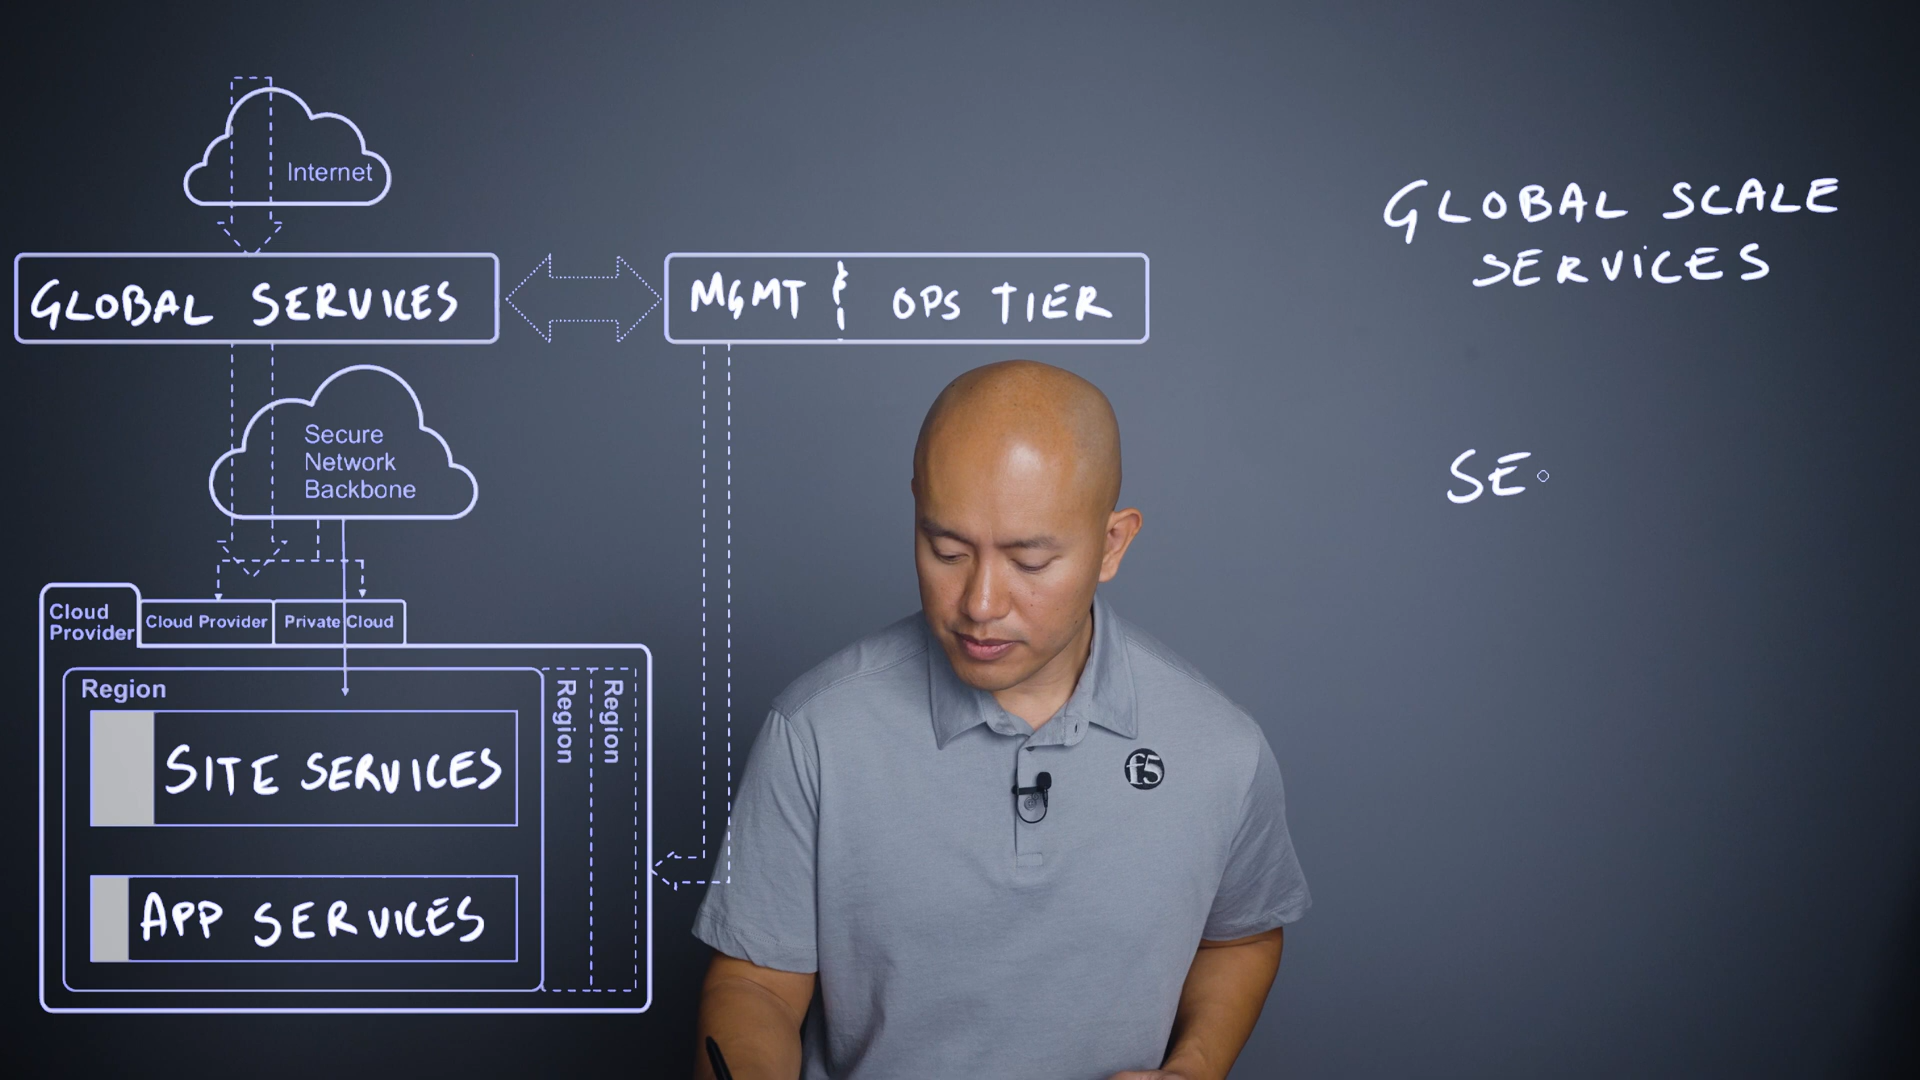 Internet
GLOBAL SERVICES
MGMT & OPS TIER
GLOBAL SCALE
SERVICES
Secure
Network
Backbone
SE
Cloud
Provider
Cloud Provider
Private Cloud
Region
Region
Region
SITE SERVICES
APP SERVICES
f5